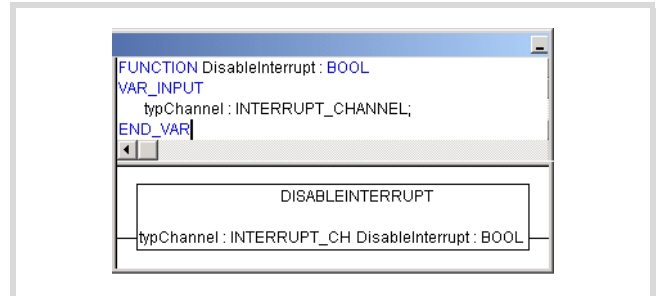 FUNCTION DisableInterrupt : BOOL
VAR_INPUT
typChannel : INTERRUPT_CHANNEL;
END_VAR
DISABLEINTERRUPT
typChannel : INTERRUPT_CH DisableInterrupt : BOOL